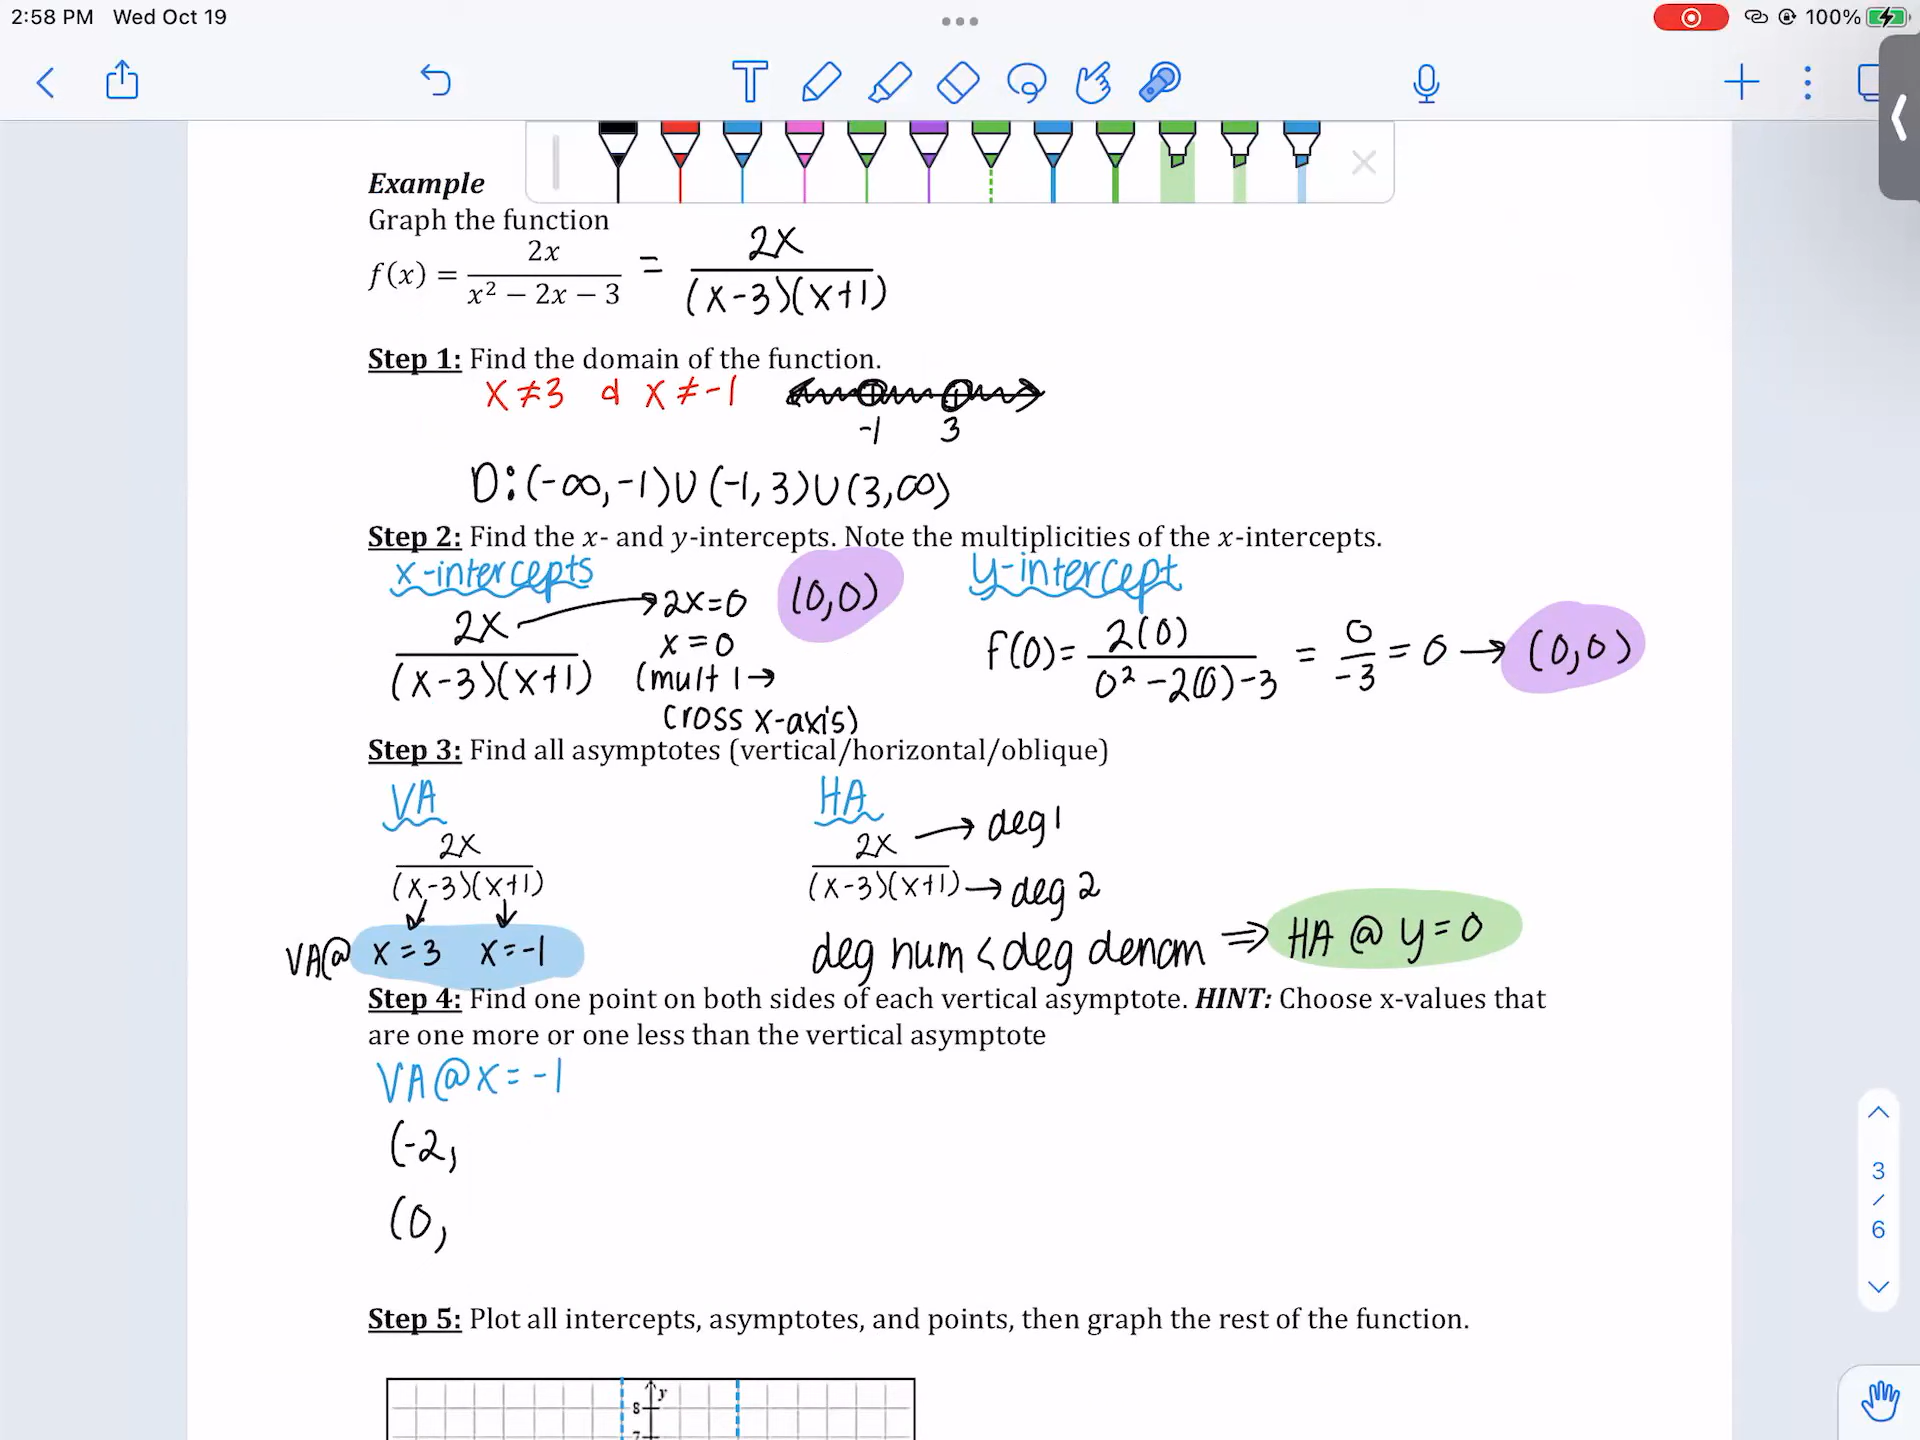 2:58 PM Wed Oct 19
100%
Example
Graph the function
f(x) = 2x / x² − 2x − 3 = 2x / (x-3)(x+1)
Step 1: Find the domain of the function.
x ≠ 3 & x ≠ -1
-1 3
D: (-∞, -1) ∪ (-1, 3) ∪ (3, ∞)
Step 2: Find the x- and y-intercepts. Note the multiplicities of the x-intercepts.
x-intercepts
2x / (x-3)(x+1)
2x=0
x=0
(mult 1 →
cross x-axis)
(0,0)
y-intercept
f(0) = 2(0) / 0² - 2(0) - 3 = 0 / -3 = 0 → (0,0)
Step 3: Find all asymptotes (vertical/horizontal/oblique)
VA
2x / (x-3)(x+1)
VA@ x=3 x=-1
HA
2x → deg 1
(x-3)(x+1) → deg 2
deg num < deg denom ⇒ HA @ y=0
Step 4: Find one point on both sides of each vertical asymptote. HINT: Choose x-values that
are one more or one less than the vertical asymptote
VA@x=-1
(-2,
(0,
Step 5: Plot all intercepts, asymptotes, and points, then graph the rest of the function.
y
8
7
3
/
6